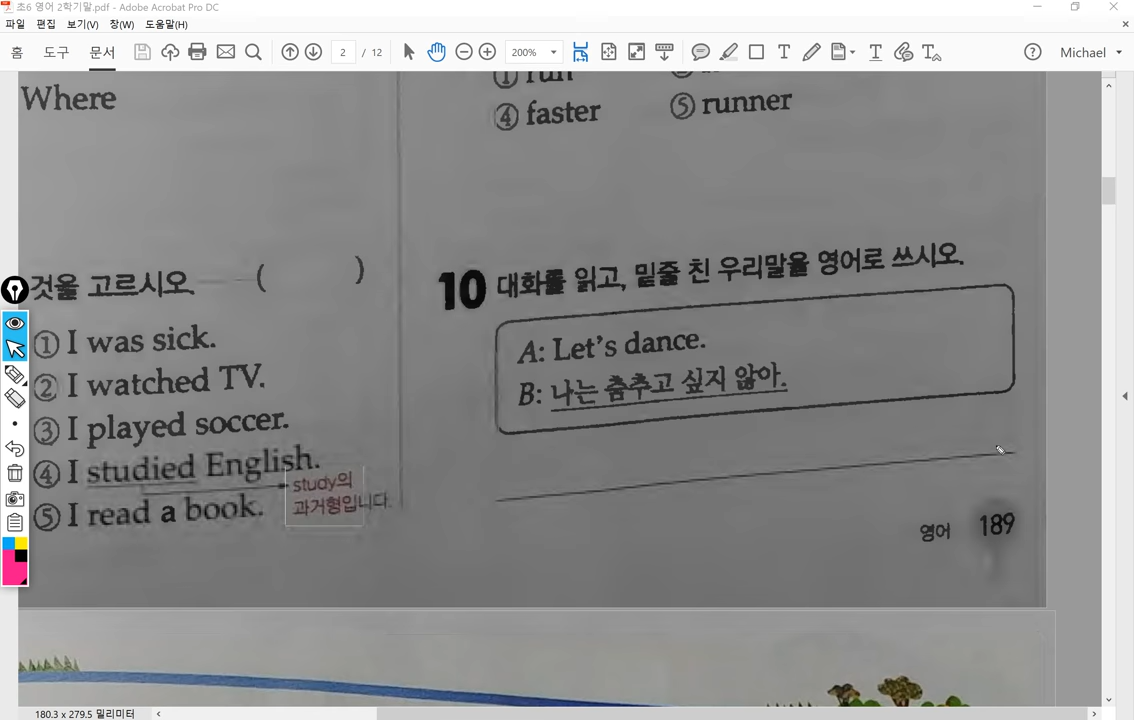 초6 영어 2학기말.pdf - Adobe Acrobat Pro DC
파일 편집 보기(V) 창(W) 도움말(H)
홈 도구 문서 2 / 12 200% Michael
Where
① run
④ faster ⑤ runner
것을 고르시오. ( )
① I was sick.
② I watched TV.
③ I played soccer.
④ I studied English.
study의
과거형입니다.
⑤ I read a book.
10 대화를 읽고, 밑줄 친 우리말을 영어로 쓰시오.
A: Let's dance.
B: 나는 춤추고 싶지 않아.
영어 189
180.3 x 279.5 밀리미터